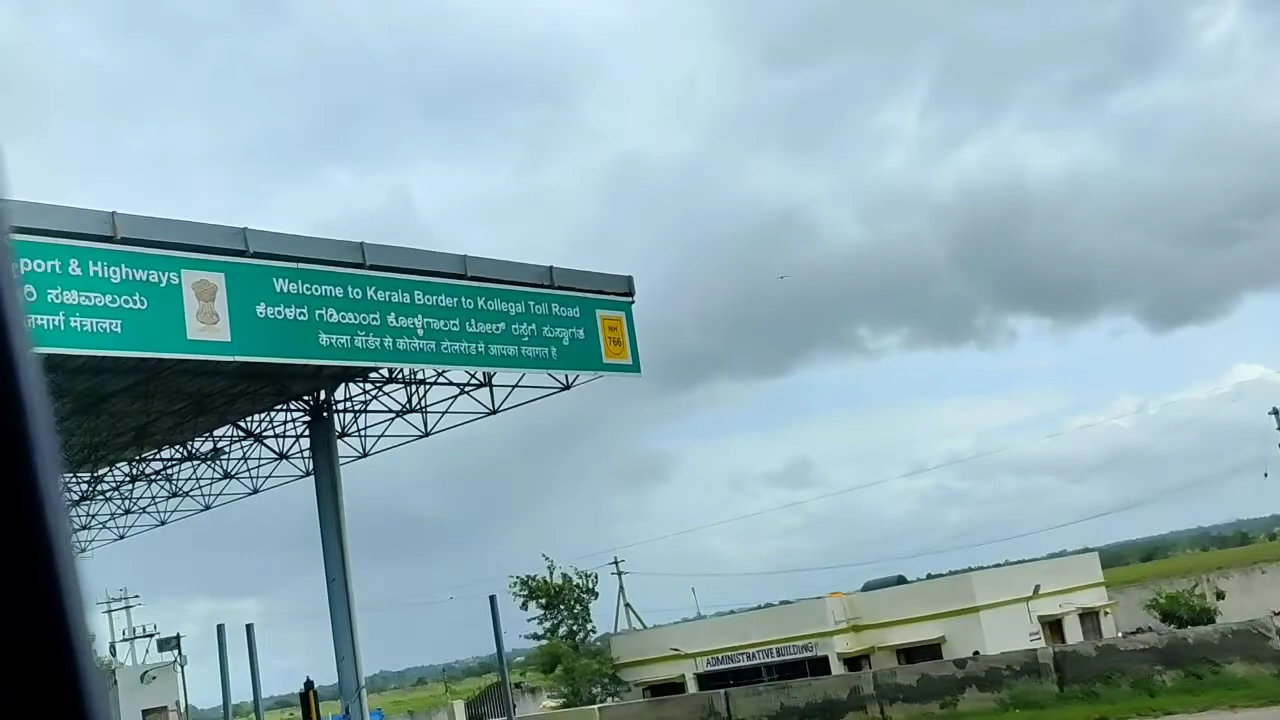 port & Highways
ರಿ ಸಚಿವಾಲಯ
जमार्ग मंत्रालय
Welcome to Kerala Border to Kollegal Toll Road
ಕೇರಳದ ಗಡಿಯಿಂದ ಕೋಳ್ಳೆಗಾಲದ ಟೋಲ್ ರಸ್ತೆಗೆ ಸುಸ್ವಾಗತ
केरला बॉर्डर से कोलेगल टोलरोड में आपका स्वागत है
NH
766
ADMINISTRATIVE BUILDING